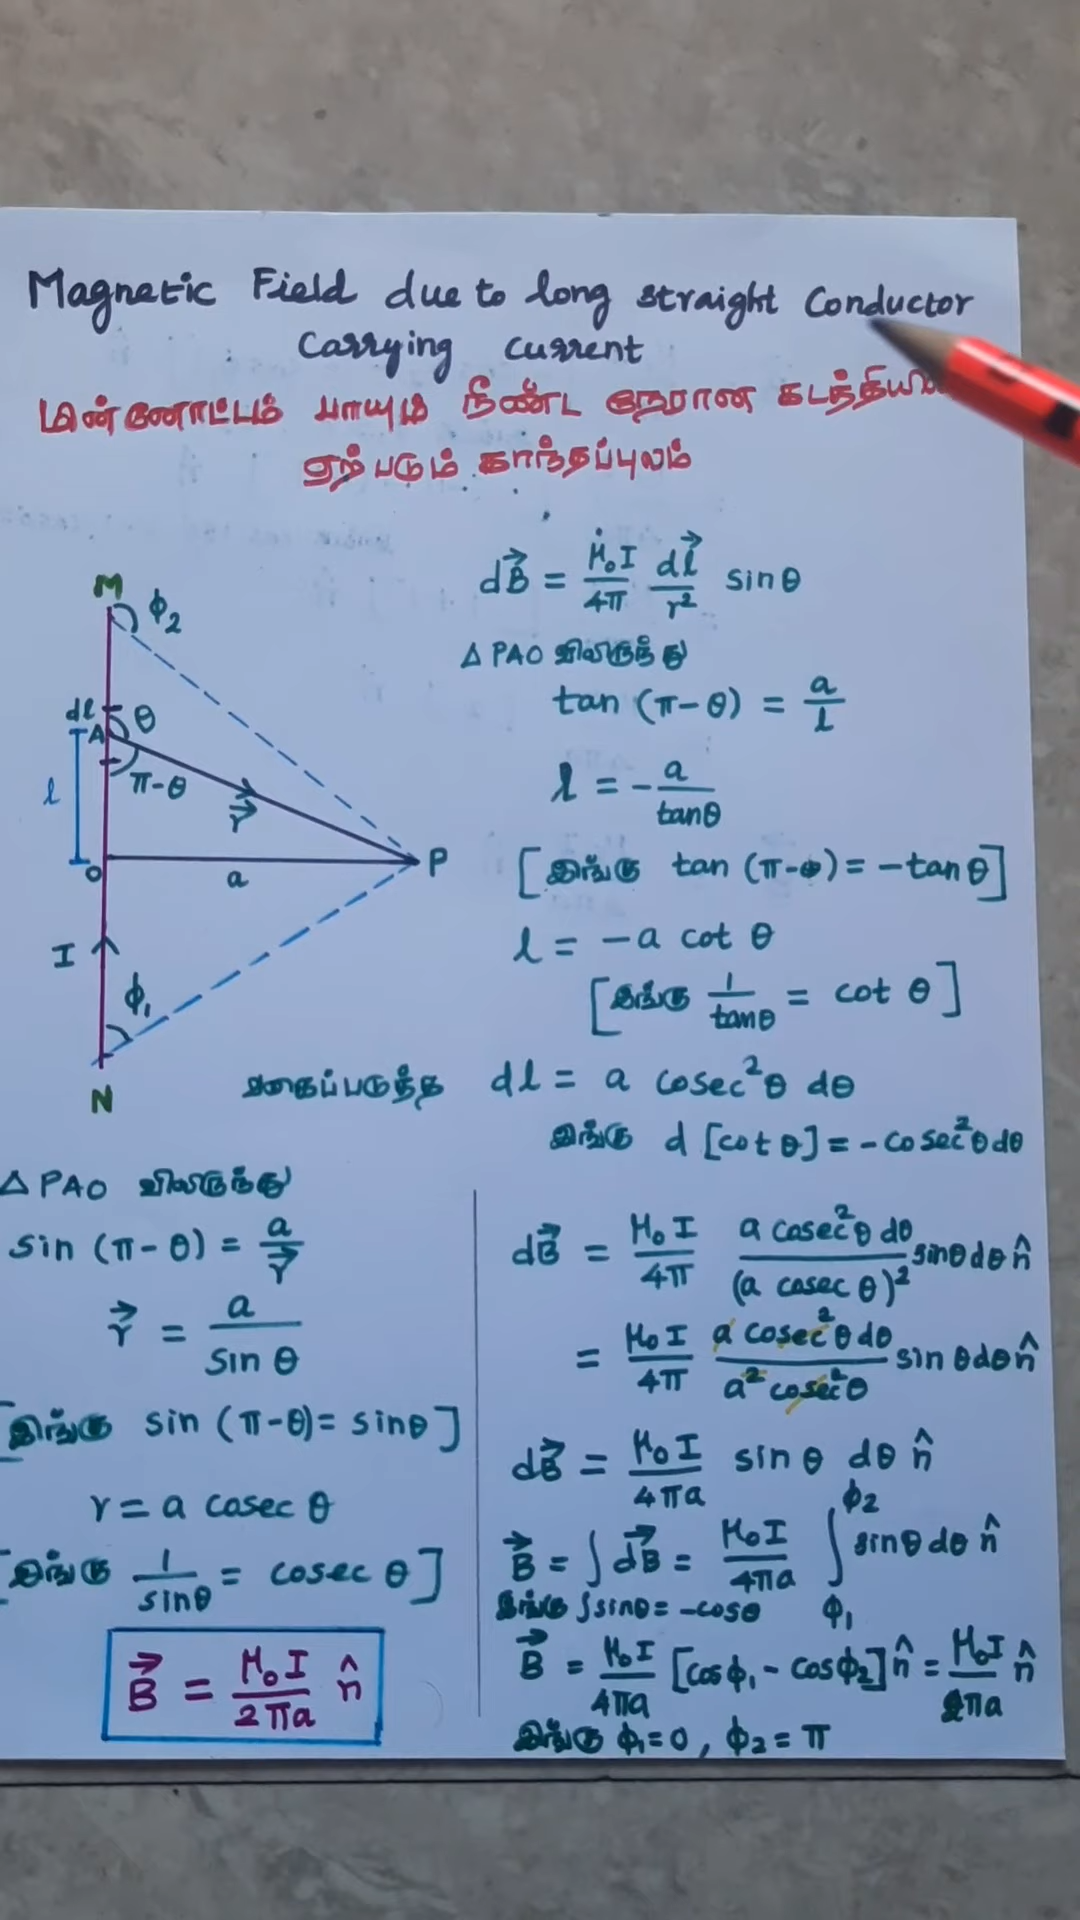 Magnetic Field due to long straight Conductor
Carrying current
மின்னோட்டம் பாயும் நீண்ட நேரான
ஏற்படும் காந்தப்புலம்
dB⃗ = μ₀I/4π dl⃗/r² sinθ
Δ PAO விலிருந்து
tan (π-θ) = a/l
l = -a/tanθ
[இங்கு tan (π-θ) = -tanθ]
l = -a cot θ
[இங்கு 1/tanθ = cot θ]
வகைப்படுத்த dl = a cosec²θ dθ
இங்கு d [cot θ] = -cosec²θdθ
M
ϕ₂
dl
θ
A
π-θ
l
r⃗
O
a
P
I
ϕ₁
N
Δ PAO விலிருந்து
sin (π-θ) = a/r⃗
r⃗ = a/sin θ
[இங்கு sin (π-θ) = sinθ]
r = a cosec θ
[இங்கு 1/sinθ = cosec θ]
B⃗ = μ₀I/2πa n̂
dB⃗ = μ₀I/4π a cosec²θ dθ/(a cosec θ)² sinθ dθ n̂
= μ₀I/4π a cosec²θ dθ/a² cosec²θ sin θ dθ n̂
dB⃗ = μ₀I/4πa sin θ dθ n̂
B⃗ = ∫dB⃗ = μ₀I/4πa ∫ϕ₁^ϕ₂ sinθ dθ n̂
இங்கு ∫sinθ = -cosθ
B⃗ = μ₀I/4πa [cosϕ₁ - cosϕ₂] n̂ = μ₀I/2πa n̂
இங்கு ϕ₁=0, ϕ₂ = π